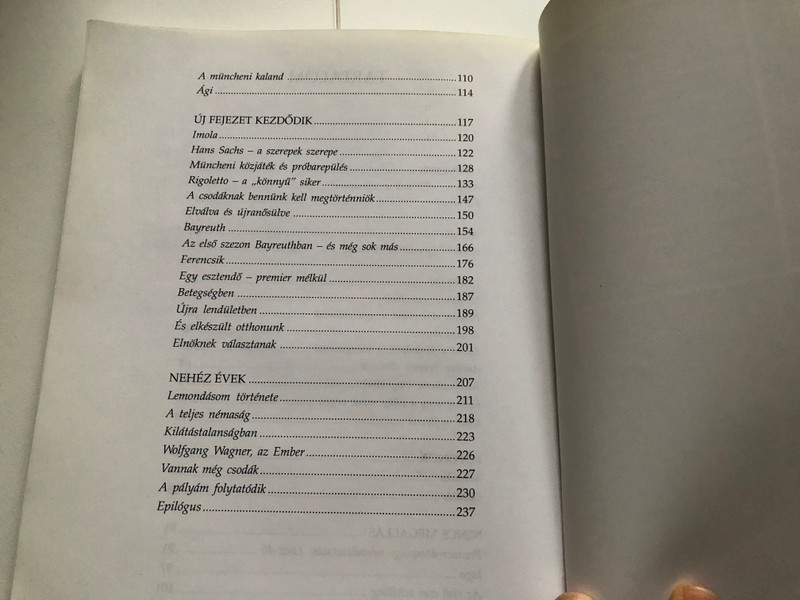 A müncheni kaland ........ 110
Ági ........ 114
ÚJ FEJEZET KEZDŐDIK ........ 117
Imola ........ 120
Hans Sachs – a szerepek szerepe ........ 122
Müncheni közjáték és próbarepülés ........ 128
Rigoletto – a „könnyű" siker ........ 133
A csodáknak bennünk kell megtörténniök ........ 147
Elválva és újranősülve ........ 150
Bayreuth ........ 154
Az első szezon Bayreuthban – és még sok más ........ 166
Ferencsik ........ 176
Egy esztendő – premier mélkül ........ 182
Betegségben ........ 187
Újra lendületben ........ 189
És elkészült otthonunk ........ 198
Elnöknek választanak ........ 201
NEHÉZ ÉVEK ........ 207
Lemondásom története ........ 211
A teljes némaság ........ 218
Kilátástalanságban ........ 223
Wolfgang Wagner, az Ember ........ 226
Vannak még csodák ........ 227
A pályám folytatódik ........ 230
Epilógus ........ 237